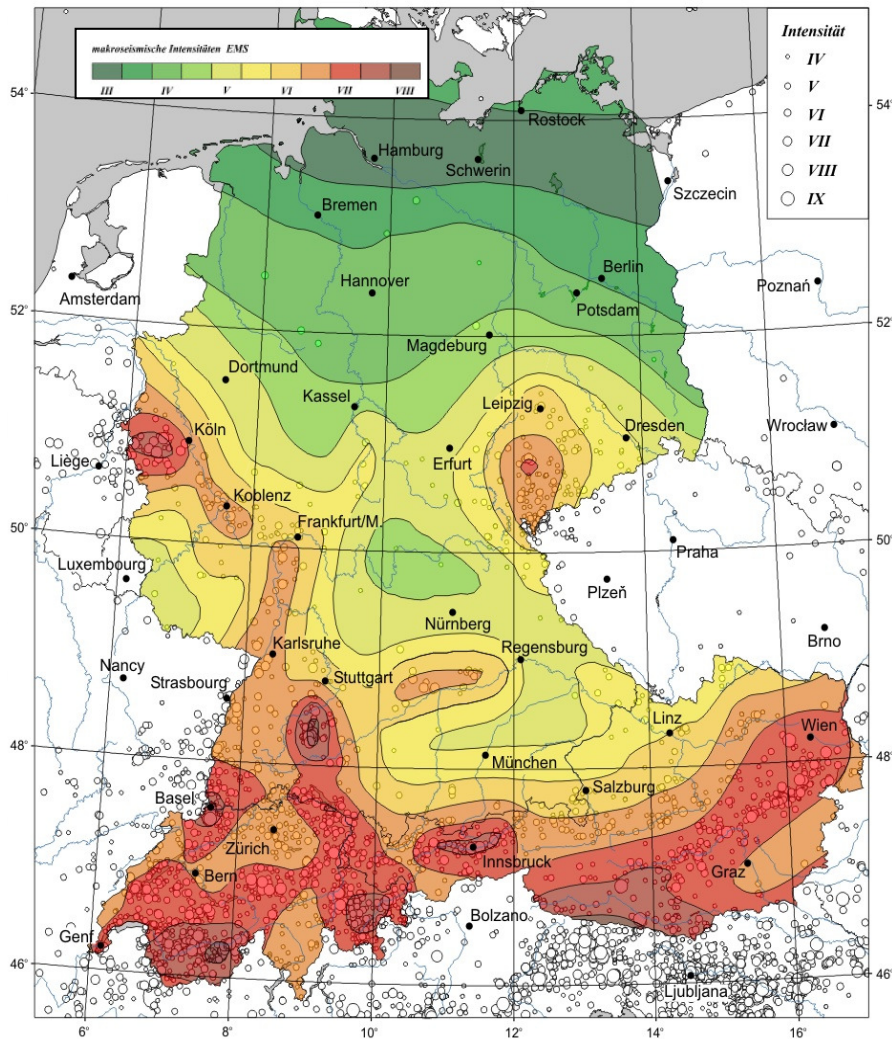 makroseismische Intensitäten EMS
III IV V VI VII VIII
Intensität
IV
V
VI
VII
VIII
IX
54°
54°
Rostock
Hamburg
Schwerin
Szczecin
Bremen
Berlin
Hannover
Poznań
Amsterdam
Potsdam
52°
52°
Magdeburg
Dortmund
Kassel
Leipzig
Köln
Dresden
Wrocław
Liège
Erfurt
Koblenz
Frankfurt/M.
50°
50°
Praha
Luxembourg
Plzeň
Nürnberg
Brno
Karlsruhe
Regensburg
Nancy
Stuttgart
Strasbourg
Linz
Wien
48°
48°
München
Salzburg
Basel
Zürich
Innsbruck
Bern
Graz
Bolzano
Genf
46°
46°
Ljubljana
6° 8° 10° 12° 14° 16°